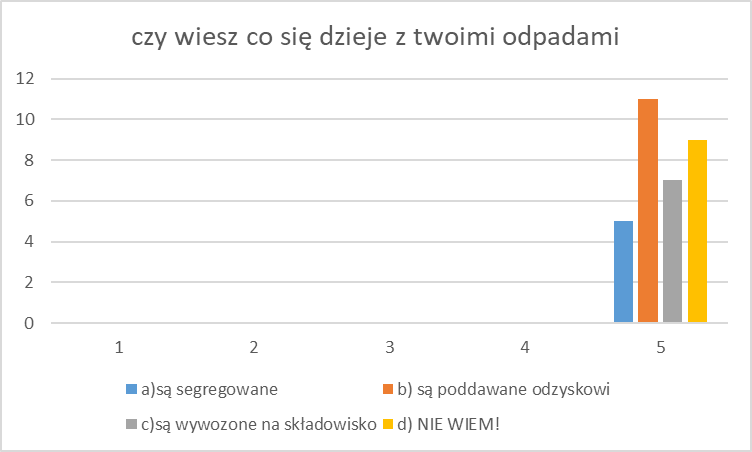 czy wiesz co się dzieje z twoimi odpadami
12
10
8
6
4
2
0
1 2 3 4 5
a)są segregowane b) są poddawane odzyskowi
c)są wywozone na składowisko d) NIE WIEM!